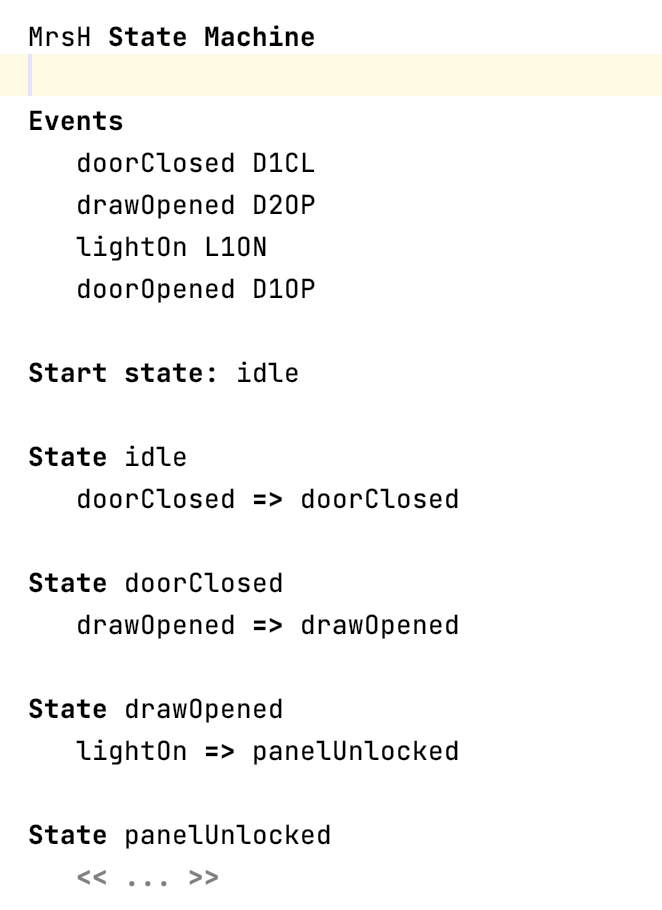 MrsH State Machine
Events
doorClosed D1CL
drawOpened D2OP
lightOn L1ON
doorOpened D1OP
Start state: idle
State idle
doorClosed => doorClosed
State doorClosed
drawOpened => drawOpened
State drawOpened
lightOn => panelUnlocked
State panelUnlocked
<< ... >>